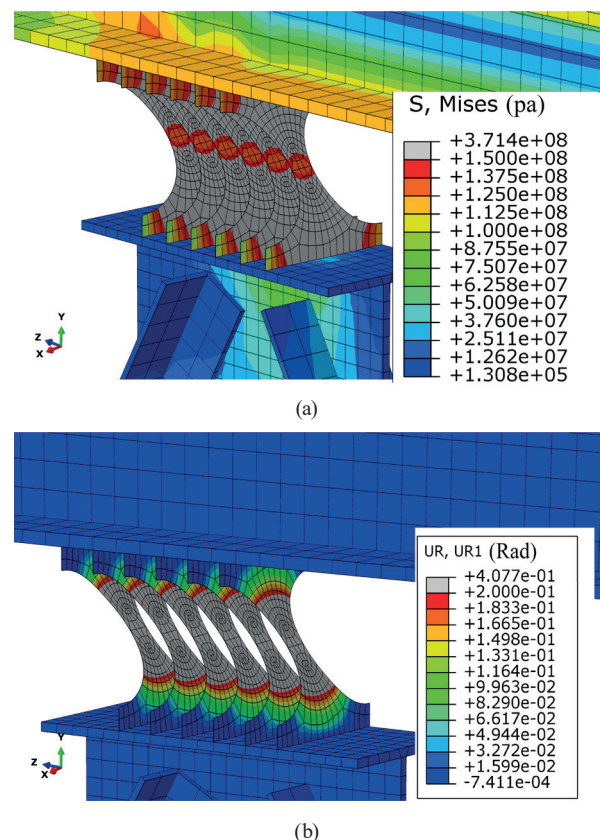 S, Mises (pa)
+3.714e+08
+1.500e+08
+1.375e+08
+1.250e+08
+1.125e+08
+1.000e+08
+8.755e+07
+7.507e+07
+6.258e+07
+5.009e+07
+3.760e+07
+2.511e+07
+1.262e+07
+1.308e+05
Y
Z
X
(a)
UR, UR1 (Rad)
+4.077e-01
+2.000e-01
+1.833e-01
+1.665e-01
+1.498e-01
+1.331e-01
+1.164e-01
+9.963e-02
+8.290e-02
+6.617e-02
+4.944e-02
+3.272e-02
+1.599e-02
-7.411e-04
Y
Z
X
(b)